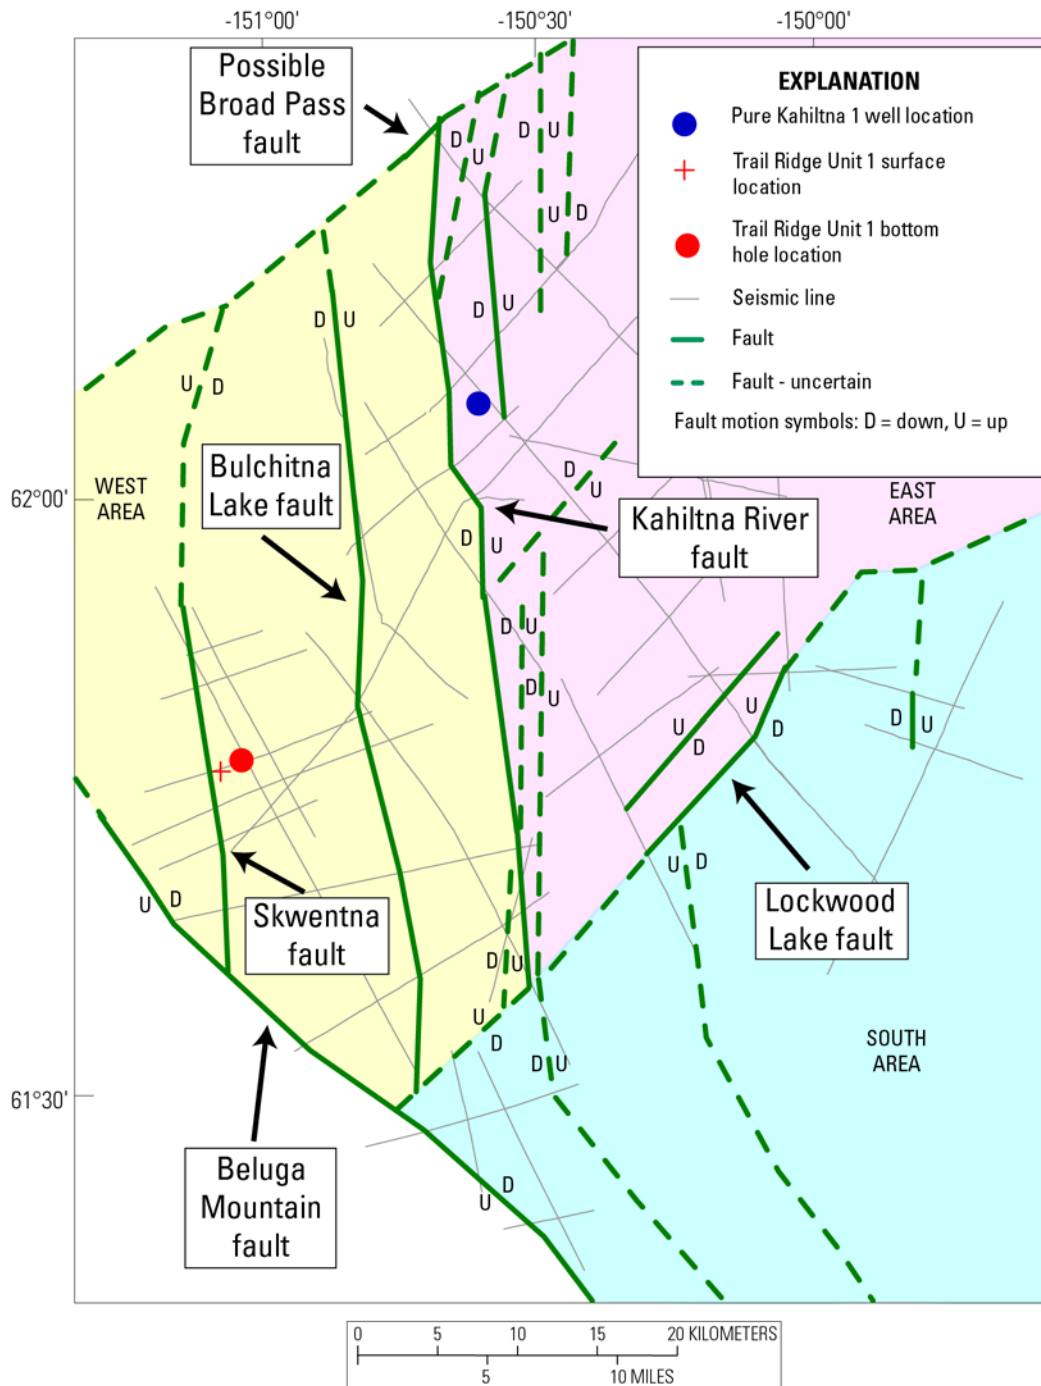 -151°00'
-150°30'
-150°00'
Possible
Broad Pass
fault
EXPLANATION
Pure Kahiltna 1 well location
Trail Ridge Unit 1 surface
location
Trail Ridge Unit 1 bottom
hole location
Seismic line
Fault
Fault - uncertain
Fault motion symbols: D = down, U = up
D
U
D
U
U
D
D
U
D
U
U
D
62°00'
WEST
AREA
Bulchitna
Lake fault
D
U
EAST
AREA
Kahiltna River
fault
D
U
D
U
D
U
U
D
U
D
D
U
U
D
U
D
Skwentna
fault
Lockwood
Lake fault
D
U
U
D
SOUTH
AREA
D
U
61°30'
Beluga
Mountain
fault
D
U
0
5
10
15
20 KILOMETERS
5
10 MILES